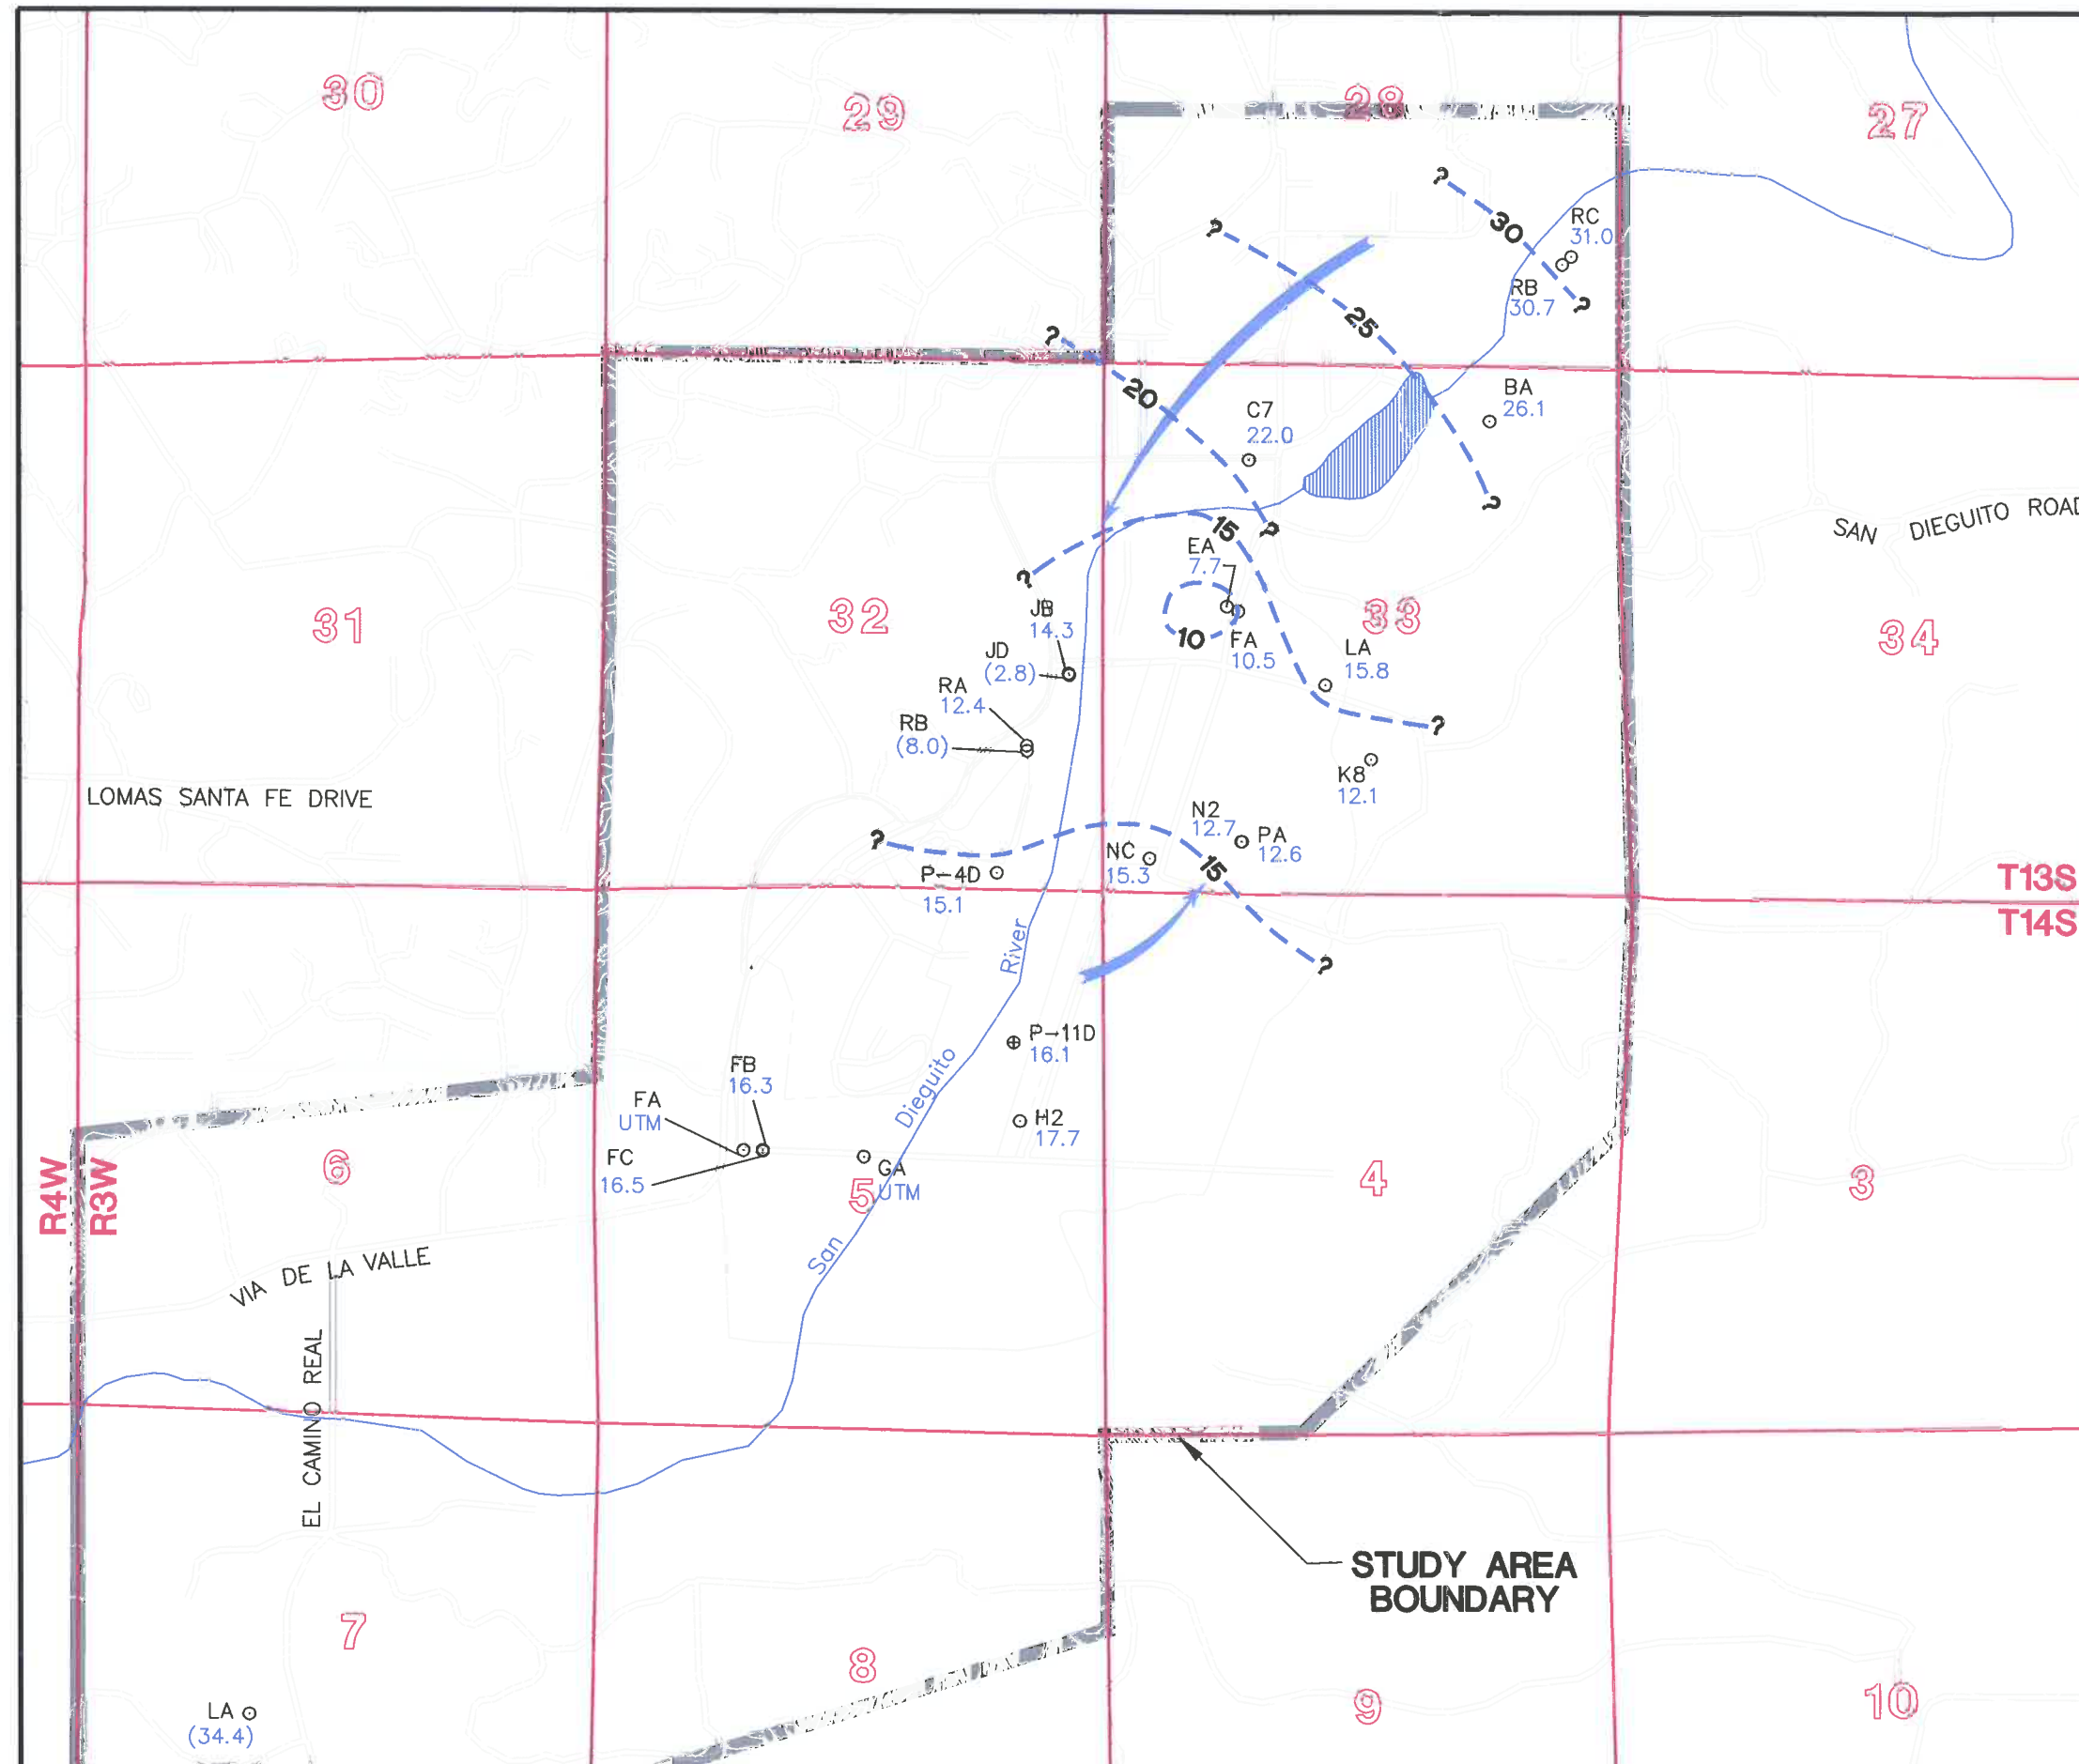 30
29
28
27
?
30
RC
31.0
RB
30.7
?
?
25
?
20
C7
22.0
BA
26.1
?
?
SAN DIEGUITO ROAD
15
EA
7.7
?
31
32
33
34
JB
14.3
10
FA
10.5
LA
15.8
JD
(2.8)
RA
12.4
RB
(8.0)
?
K8
12.1
LOMAS SANTA FE DRIVE
N2
12.7
PA
12.6
?
NC
15.3
15
P-4D
15.1
T13S
T14S
?
San Dieguito River
P-11D
16.1
FB
16.3
FA
UTM
H2
17.7
FC
16.5
GA
UTM
R4W
R3W
6
5
4
3
VIA DE LA VALLE
EL CAMINO REAL
STUDY AREA
BOUNDARY
7
8
9
10
LA
(34.4)